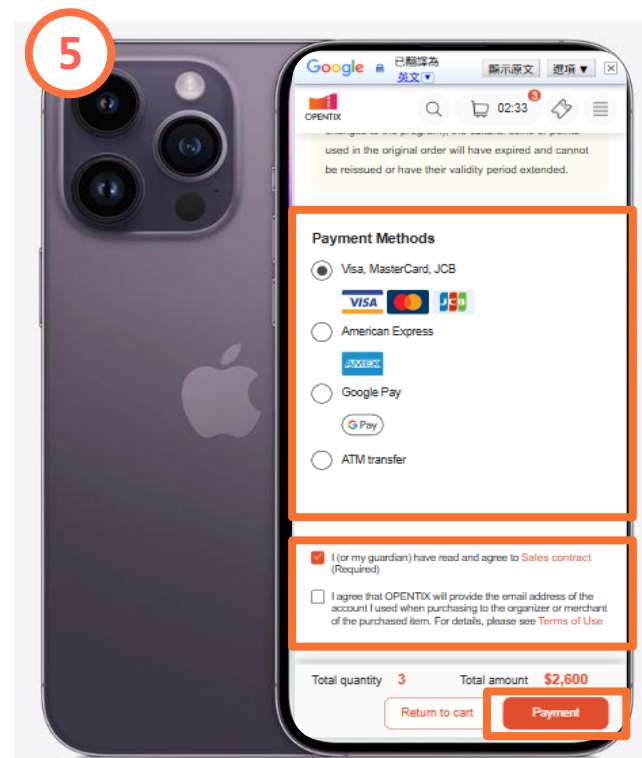 5
Google 已翻譯為
英文▼ 顯示原文 選項 ▼
OPENTIX 02:33 3
changes to the program), the
used in the original order will have expired and cannot
be reissued or have their validity period extended.
Payment Methods
Visa, MasterCard, JCB
VISA JCB
American Express
AMEX
Google Pay
G Pay
ATM transfer
I (or my guardian) have read and agree to Sales contract
(Required)
I agree that OPENTIX will provide the email address of the
account I used when purchasing to the organizer or merchant
of the purchased item. For details, please see Terms of Use
Total quantity 3 Total amount $2,600
Return to cart Payment